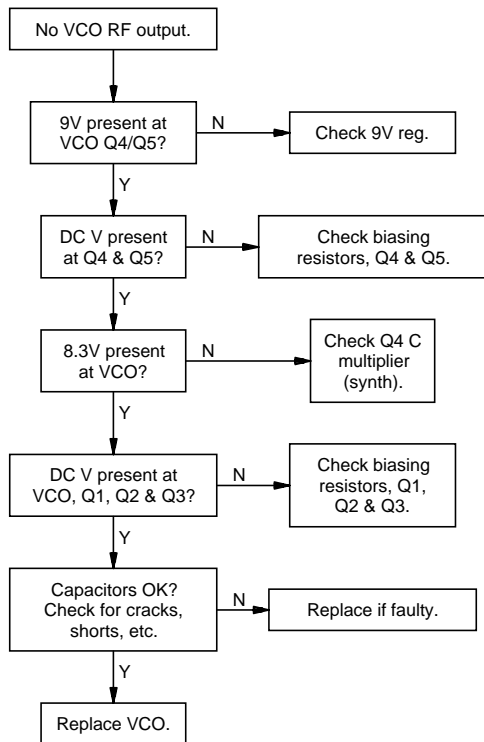 No VCO RF output.
9V present at
VCO Q4/Q5?
N
Check 9V reg.
Y
DC V present
at Q4 & Q5?
N
Check biasing
resistors, Q4 & Q5.
Y
8.3V present
at VCO?
N
Check Q4 C
multiplier
(synth).
Y
DC V present at
VCO, Q1, Q2 & Q3?
N
Check biasing
resistors, Q1,
Q2 & Q3.
Y
Capacitors OK?
Check for cracks,
shorts, etc.
N
Replace if faulty.
Y
Replace VCO.